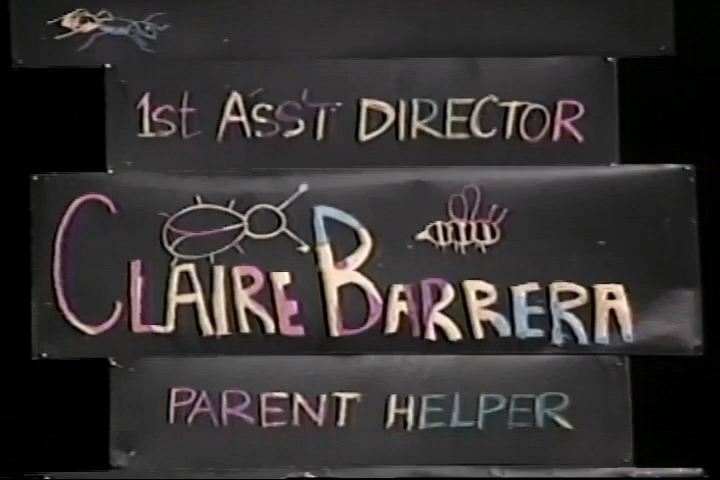 1st ASS'T DIRECTOR
CLAIRE BARRERA
PARENT HELPER